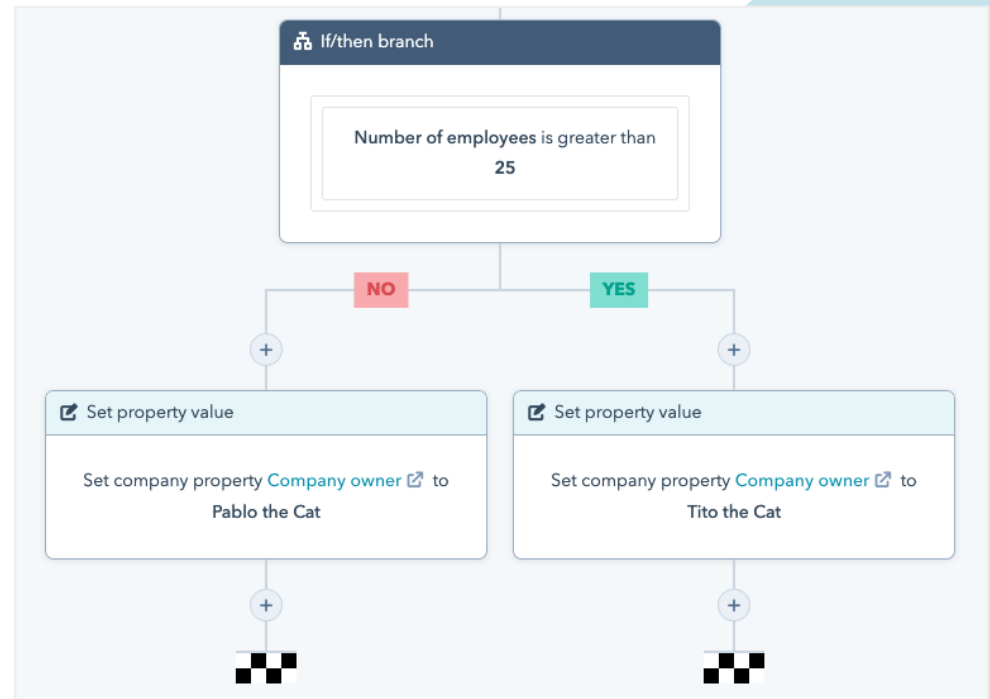 If/then branch
Number of employees is greater than
25
NO
YES
+
+
Set property value
Set company property Company owner to
Pablo the Cat
Set property value
Set company property Company owner to
Tito the Cat
+
+